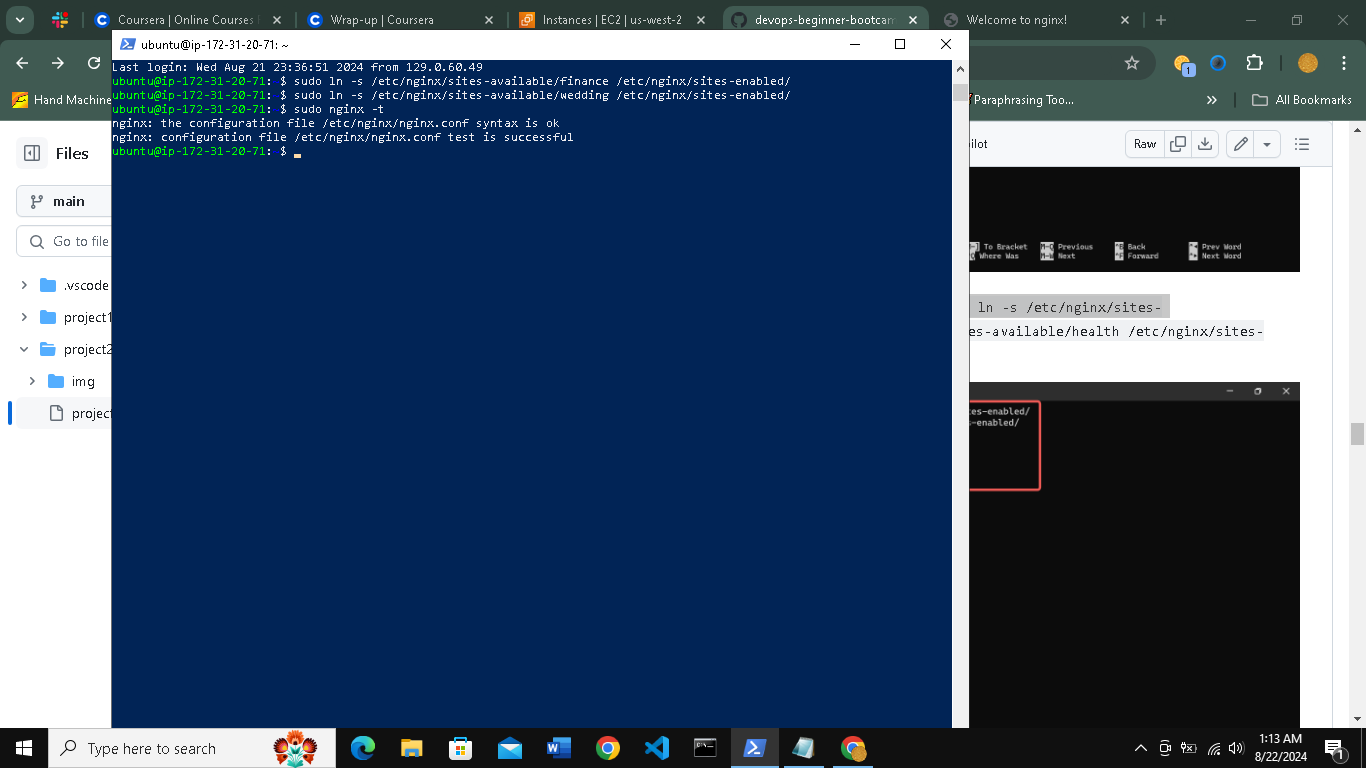 Coursera | Online Courses
Wrap-up | Coursera
Instances | EC2 | us-west-2
devops-beginner-bootcam
Welcome to nginx!
ubuntu@ip-172-31-20-71: ~
1
Hand Machine
Paraphrasing Too...
»
All Bookmarks
Last login: Wed Aug 21 23:36:51 2024 from 129.0.60.49
ubuntu@ip-172-31-20-71:~$ sudo ln -s /etc/nginx/sites-available/finance /etc/nginx/sites-enabled/
ubuntu@ip-172-31-20-71:~$ sudo ln -s /etc/nginx/sites-available/wedding /etc/nginx/sites-enabled/
ubuntu@ip-172-31-20-71:~$ sudo nginx -t
nginx: the configuration file /etc/nginx/nginx.conf syntax is ok
nginx: configuration file /etc/nginx/nginx.conf test is successful
ubuntu@ip-172-31-20-71:~$
Files
main
Go to file
.vscode
project1
project2
img
project
pilot
Raw
To Bracket
Previous
Back
Prev Word
Where Was
Next
Forward
Next Word
ln -s /etc/nginx/sites-
es-available/health /etc/nginx/sites-
tes-enabled/
s-enabled/
Type here to search
1:13 AM
8/22/2024
1